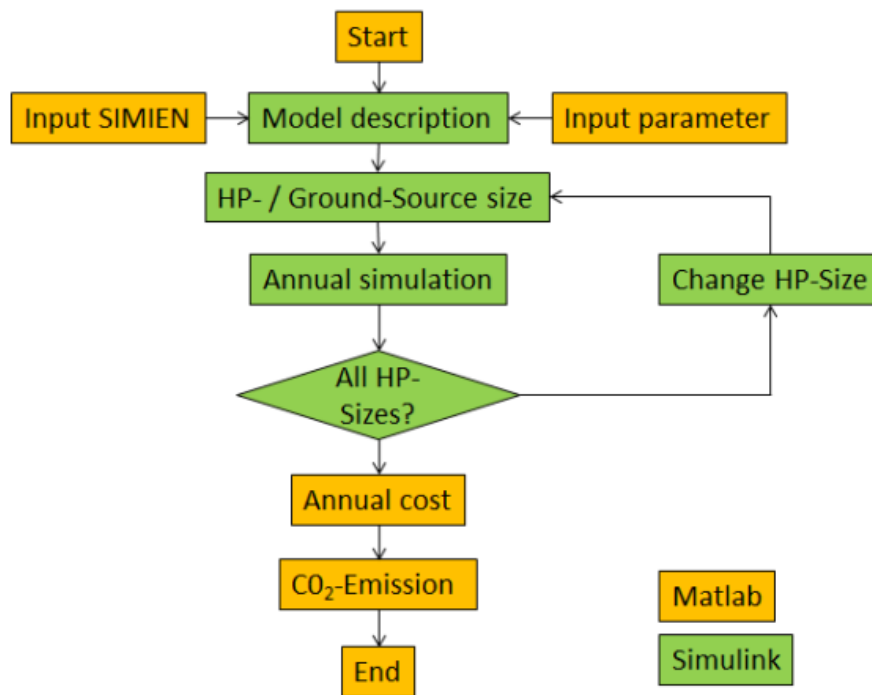 Start
Input SIMIEN
Model description
Input parameter
HP- / Ground-Source size
Annual simulation
Change HP-Size
All HP-
Sizes?
Annual cost
C0₂-Emission
Matlab
End
Simulink